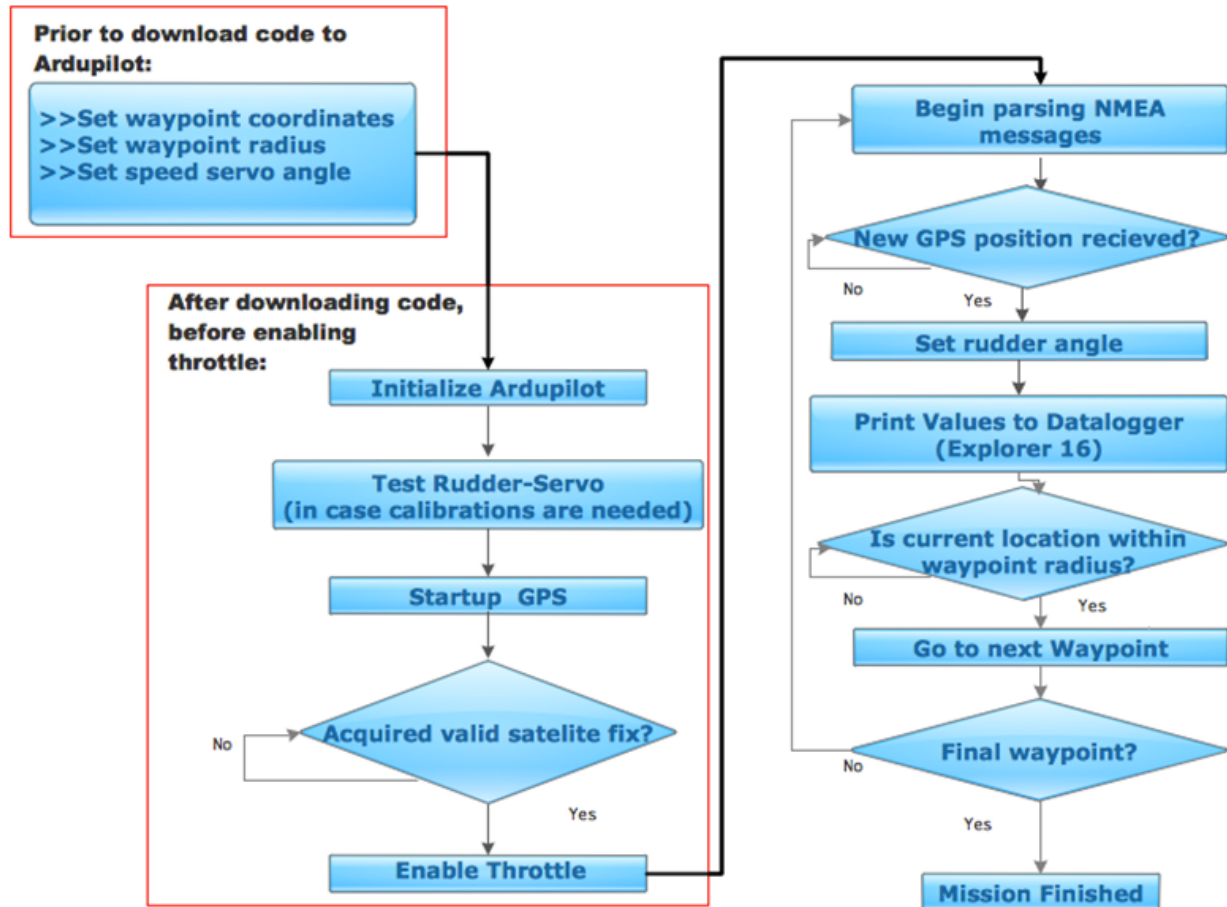 Prior to download code to
Ardupilot:
>>Set waypoint coordinates
>>Set waypoint radius
>>Set speed servo angle
After downloading code,
before enabling
throttle:
Initialize Ardupilot
Test Rudder-Servo
(in case calibrations are needed)
Startup GPS
Acquired valid satelite fix?
No
Yes
Enable Throttle
Begin parsing NMEA
messages
New GPS position recieved?
No
Yes
Set rudder angle
Print Values to Datalogger
(Explorer 16)
Is current location within
waypoint radius?
No
Yes
Go to next Waypoint
Final waypoint?
No
Yes
Mission Finished